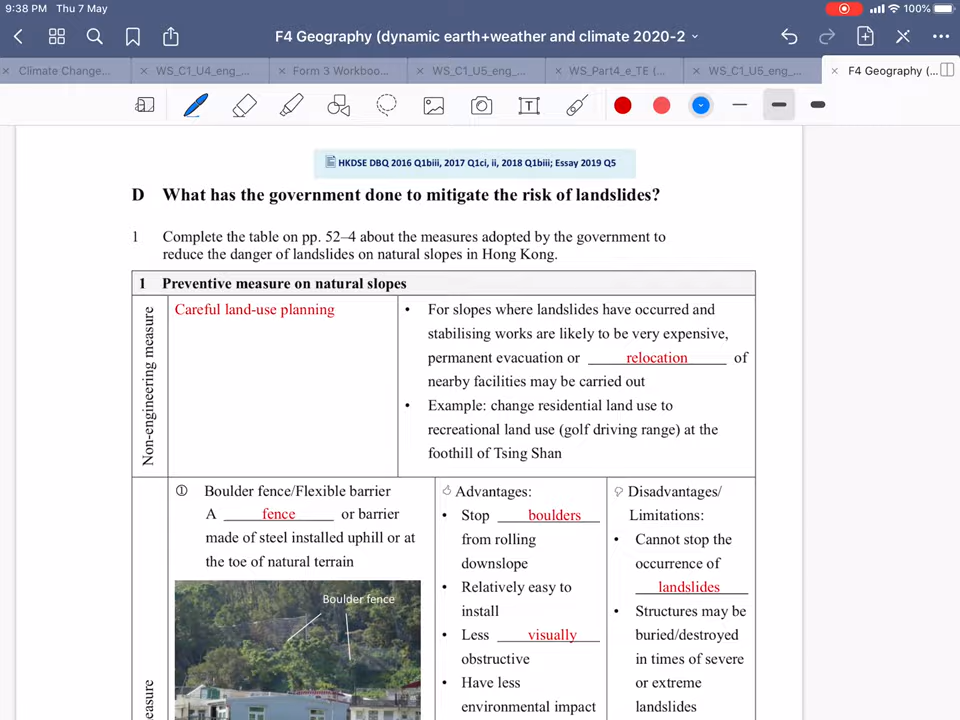 9:38 PM Thu 7 May
100%
F4 Geography (dynamic earth+weather and climate 2020-2
Climate Change...
WS_C1_U4_eng_...
Form 3 Workboo...
WS_C1_U5_eng_...
WS_Part4_e_TE (...
WS_C1_U5_eng_...
F4 Geography (...
HKDSE DBQ 2016 Q1biii, 2017 Q1ci, ii, 2018 Q1biii; Essay 2019 Q5
D What has the government done to mitigate the risk of landslides?
1 Complete the table on pp. 52–4 about the measures adopted by the government to
reduce the danger of landslides on natural slopes in Hong Kong.
1 Preventive measure on natural slopes
Non-engineering measure
Careful land-use planning
• For slopes where landslides have occurred and
stabilising works are likely to be very expensive,
permanent evacuation or relocation of
nearby facilities may be carried out
• Example: change residential land use to
recreational land use (golf driving range) at the
foothill of Tsing Shan
① Boulder fence/Flexible barrier
A fence or barrier
made of steel installed uphill or at
the toe of natural terrain
Boulder fence
Advantages:
• Stop boulders
from rolling
downslope
• Relatively easy to
install
• Less visually
obstructive
• Have less
environmental impact
Disadvantages/
Limitations:
• Cannot stop the
occurrence of
landslides
• Structures may be
buried/destroyed
in times of severe
or extreme
landslides